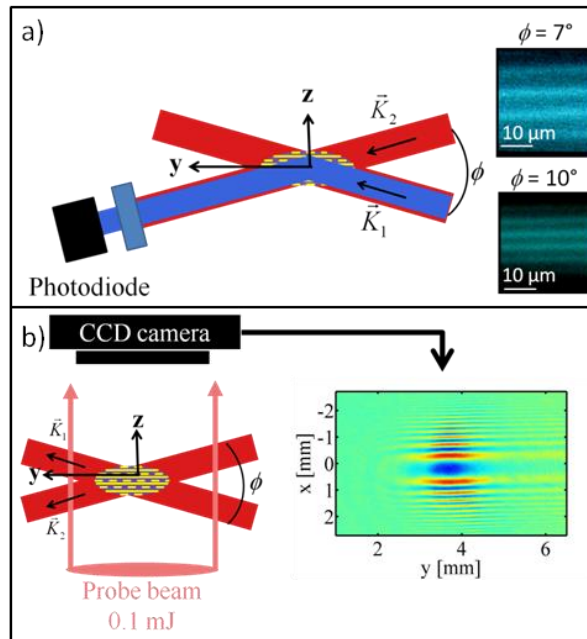 a)
ϕ = 7°
z
K⃗₂
10 μm
y
ϕ
ϕ = 10°
K⃗₁
10 μm
Photodiode
b)
CCD camera
z
K⃗₁
y
ϕ
K⃗₂
Probe beam
0.1 mJ
-2
-1
0
1
2
x [mm]
2 4 6
y [mm]